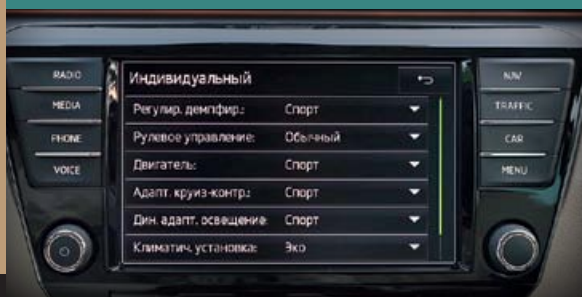 RADIO
MEDIA
PHONE
VOICE
Индивидуальный
Регулир. демпфир.: Спорт
Рулевое управление: Обычный
Двигатель: Спорт
Адапт. круиз-контр.: Спорт
Дин. адапт. освещение: Спорт
Климатич. установка: Эко
NAV
TRAFFIC
CAR
MENU